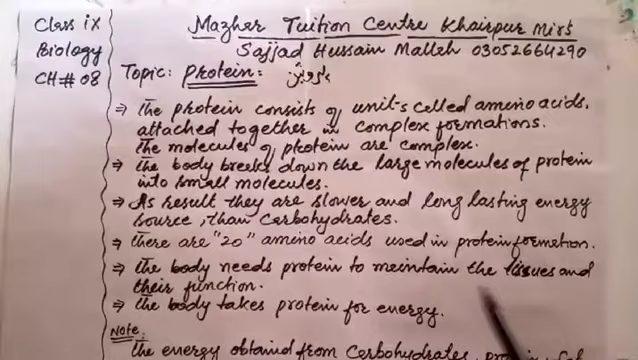 Class ix
Biology
CH# 08
Mazher Tuition Centre Khairpur Mir's
Sajjad Hussain Malleh 03052664290
Topic: Protein:
⇒ The protein consists of unit-s called amino acids.
attached together in complex formations.
The molecules of protein are complex.
⇒ The body breeks down the large molecules of protein
into small molecules.
⇒ As result they are slower and long lasting energy
source, than Carbohydrates.
⇒ There are "20" amino acids used in protein formation.
⇒ The body needs protein to meintain the tissues and
their function.
⇒ The body takes protein for energy.
Note:
The energy obtained from Carbohydrates,